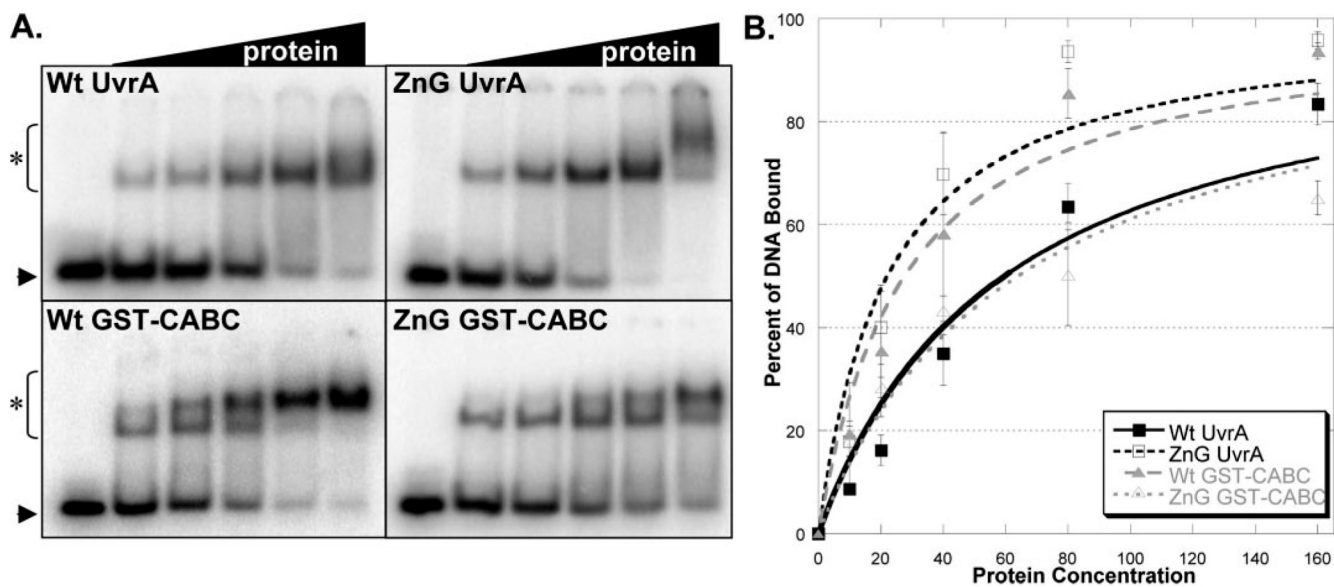 A.
protein
protein
Wt UvrA
ZnG UvrA
*
Wt GST-CABC
ZnG GST-CABC
*
B.
Percent of DNA Bound
100
80
60
40
20
0
0
20
40
60
80
100
120
140
160
Protein Concentration
Wt UvrA
ZnG UvrA
Wt GST-CABC
ZnG GST-CABC